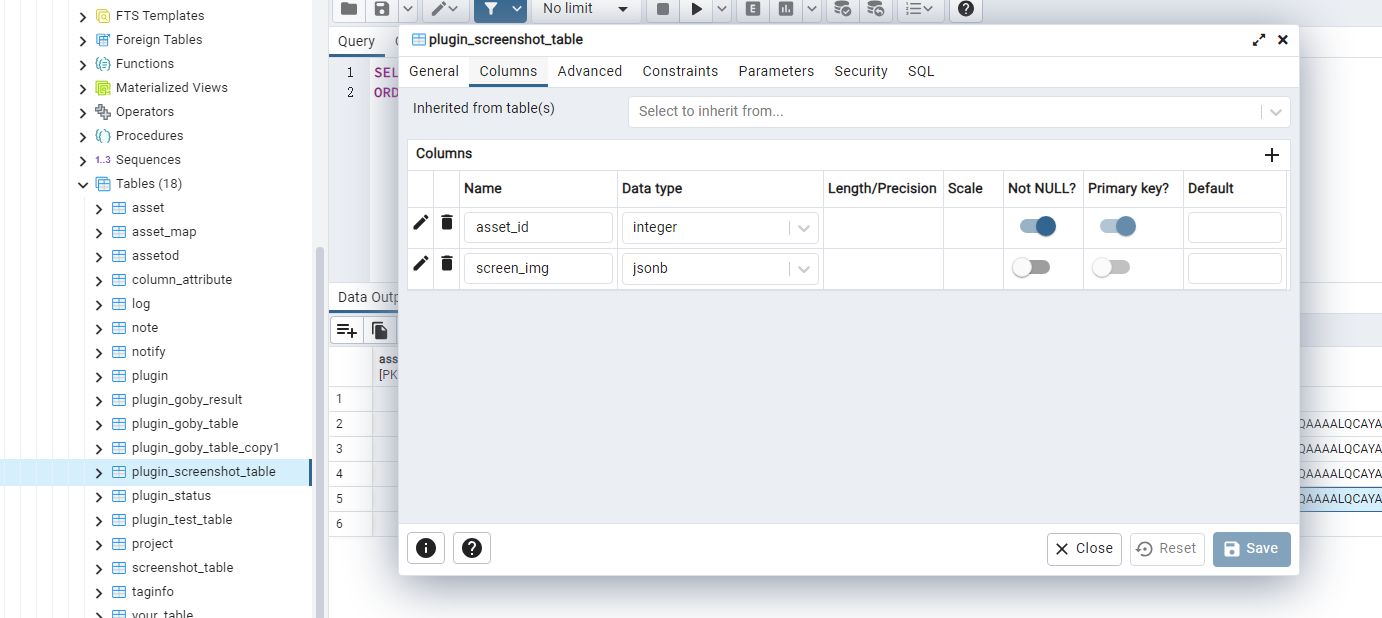 FTS Templates
Foreign Tables
Functions
Materialized Views
Operators
Procedures
1..3 Sequences
Tables (18)
asset
asset_map
assetod
column_attribute
log
note
notify
plugin
plugin_goby_result
plugin_goby_table
plugin_goby_table_copy1
plugin_screenshot_table
plugin_status
plugin_test_table
project
screenshot_table
taginfo
your_table
No limit
E
Query
1 SEL
2 ORD
Data Outp
ass
[PK
1
2
3
4
5
6
plugin_screenshot_table
General Columns Advanced Constraints Parameters Security SQL
Inherited from table(s) Select to inherit from...
Columns
Name Data type Length/Precision Scale Not NULL? Primary key? Default
asset_id integer
screen_img jsonb
Close Reset Save
QAAAALQCAYA
QAAAALQCAYA
QAAAALQCAYA
QAAAALQCAYA